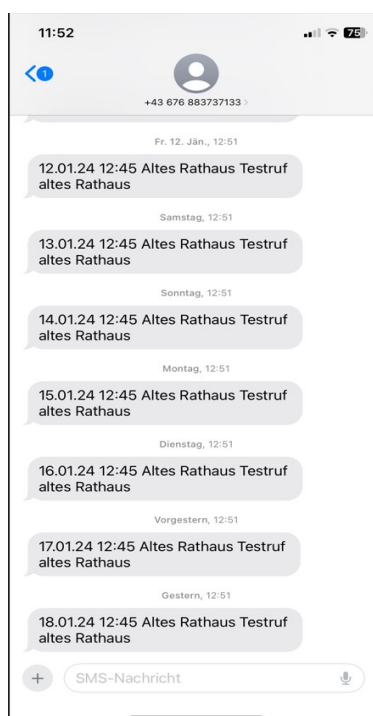 11:52
75
1
+43 676 883737133
Fr. 12. Jän., 12:51
12.01.24 12:45 Altes Rathaus Testruf
altes Rathaus
Samstag, 12:51
13.01.24 12:45 Altes Rathaus Testruf
altes Rathaus
Sonntag, 12:51
14.01.24 12:45 Altes Rathaus Testruf
altes Rathaus
Montag, 12:51
15.01.24 12:45 Altes Rathaus Testruf
altes Rathaus
Dienstag, 12:51
16.01.24 12:45 Altes Rathaus Testruf
altes Rathaus
Vorgestern, 12:51
17.01.24 12:45 Altes Rathaus Testruf
altes Rathaus
Gestern, 12:51
18.01.24 12:45 Altes Rathaus Testruf
altes Rathaus
SMS-Nachricht